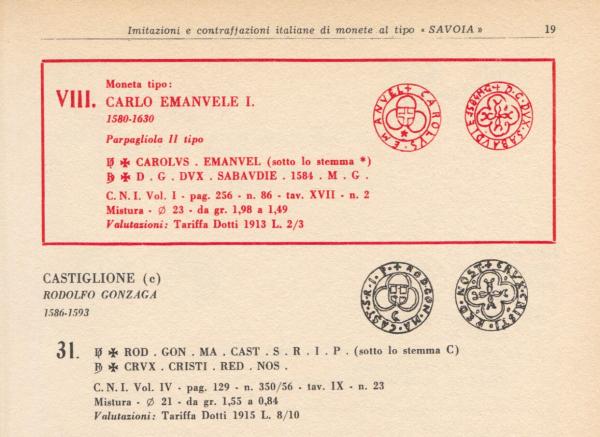 Imitazioni e contraffazioni italiane di monete al tipo « SAVOIA » 19
Moneta tipo:
VIII. CARLO EMANVELE I.
1580-1630
Parpagliola II tipo
✠ CAROLVS . EMANVEL (sotto lo stemma *)
✠ D . G . DVX . SABAVDIE . 1584 . M . G .
C. N. I. Vol. I - pag. 256 - n. 86 - tav. XVII - n. 2
Mistura - Ø 23 - da gr. 1,98 a 1,49
Valutazioni: Tariffa Dotti 1913 L. 2/3
CASTIGLIONE (c)
RODOLFO GONZAGA
1586-1593
31. ✠ ROD . GON . MA . CAST . S . R . I . P . (sotto lo stemma C)
✠ CRVX . CRISTI . RED . NOS .
C. N. I. Vol. IV - pag. 129 - n. 350/56 - tav. IX - n. 23
Mistura - Ø 21 - da gr. 1,55 a 0,84
Valutazioni: Tariffa Dotti 1915 L. 8/10